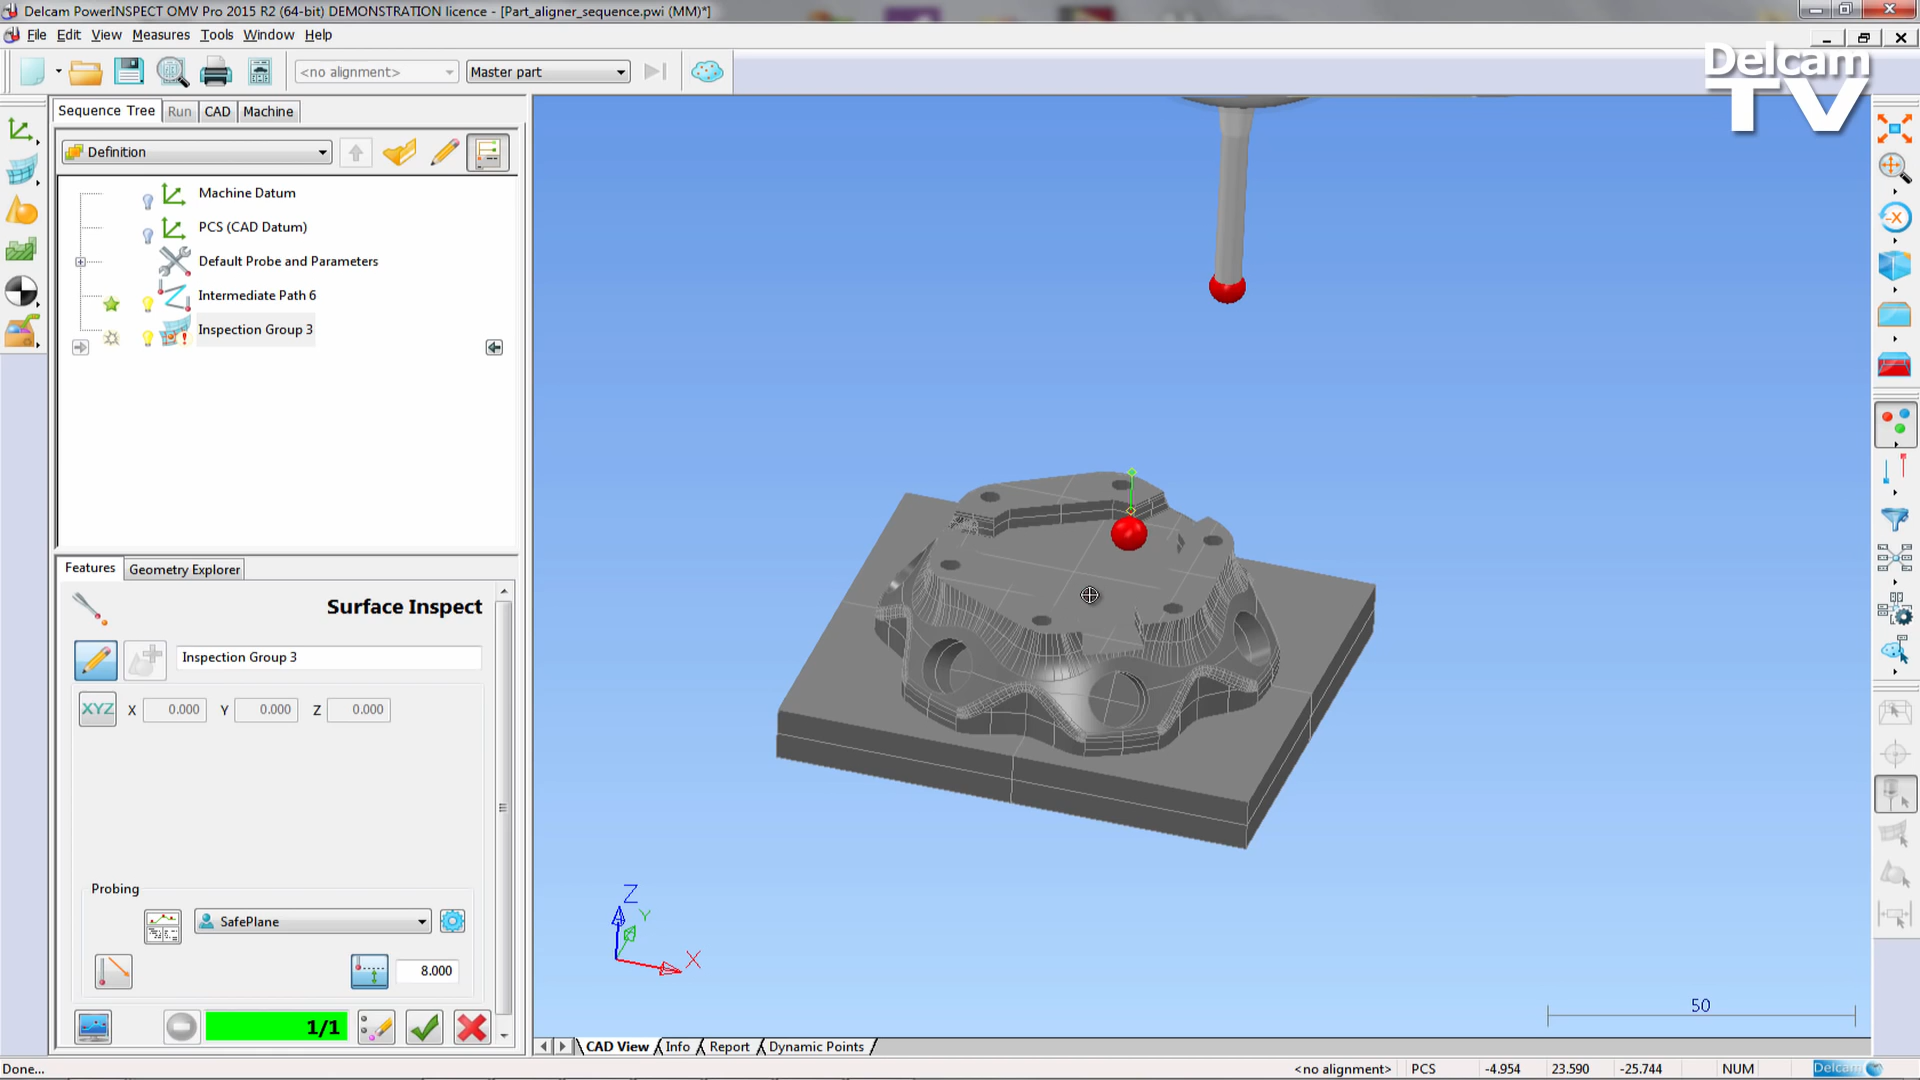 Delcam PowerINSPECT OMV Pro 2015 R2 (64-bit) DEMONSTRATION licence - [Part_aligner_sequence.pwi (MM)*]
File Edit View Measures Tools Window Help
<no alignment> Master part
Delcam
TV
Sequence Tree Run CAD Machine
Definition
Machine Datum
PCS (CAD Datum)
Default Probe and Parameters
Intermediate Path 6
Inspection Group 3
Features Geometry Explorer
Surface Inspect
Inspection Group 3
XYZ X 0.000 Y 0.000 Z 0.000
Probing
SafePlane
8.000
1/1
Z
Y
X
50
CAD View Info Report Dynamic Points
Done... <no alignment> PCS -4.954 23.590 -25.744 NUM Delcam